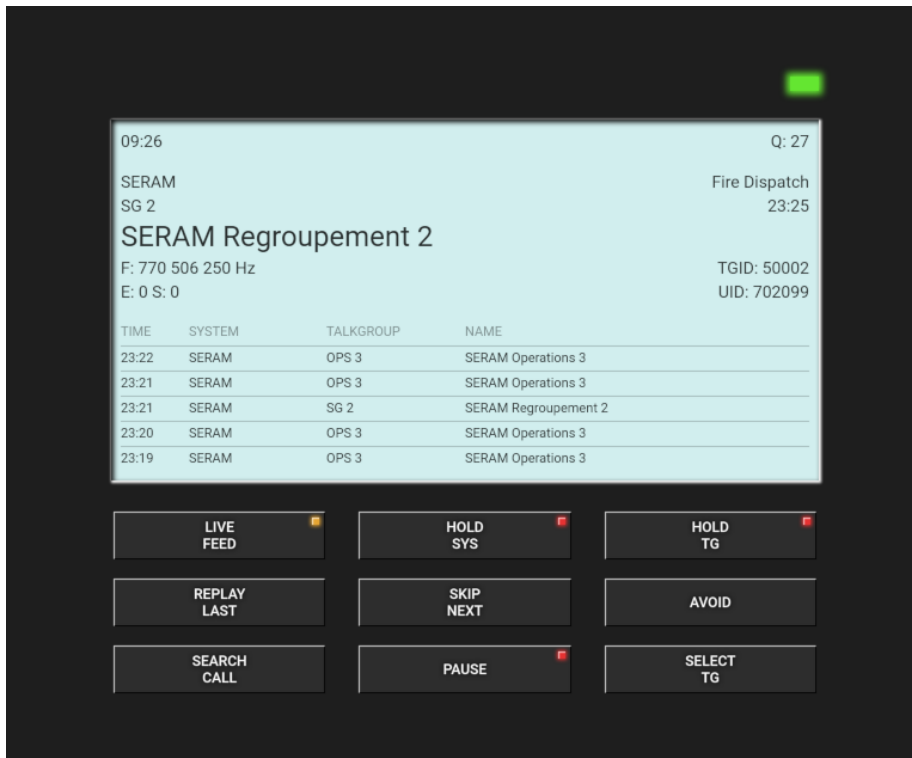 09:26 Q: 27
SERAM Fire Dispatch
SG 2 23:25
SERAM Regroupement 2
F: 770 506 250 Hz TGID: 50002
E: 0 S: 0 UID: 702099
TIME SYSTEM TALKGROUP NAME
23:22 SERAM OPS 3 SERAM Operations 3
23:21 SERAM OPS 3 SERAM Operations 3
23:21 SERAM SG 2 SERAM Regroupement 2
23:20 SERAM OPS 3 SERAM Operations 3
23:19 SERAM OPS 3 SERAM Operations 3
LIVE HOLD HOLD
FEED SYS TG
REPLAY SKIP
LAST NEXT AVOID
SEARCH SELECT
CALL PAUSE TG